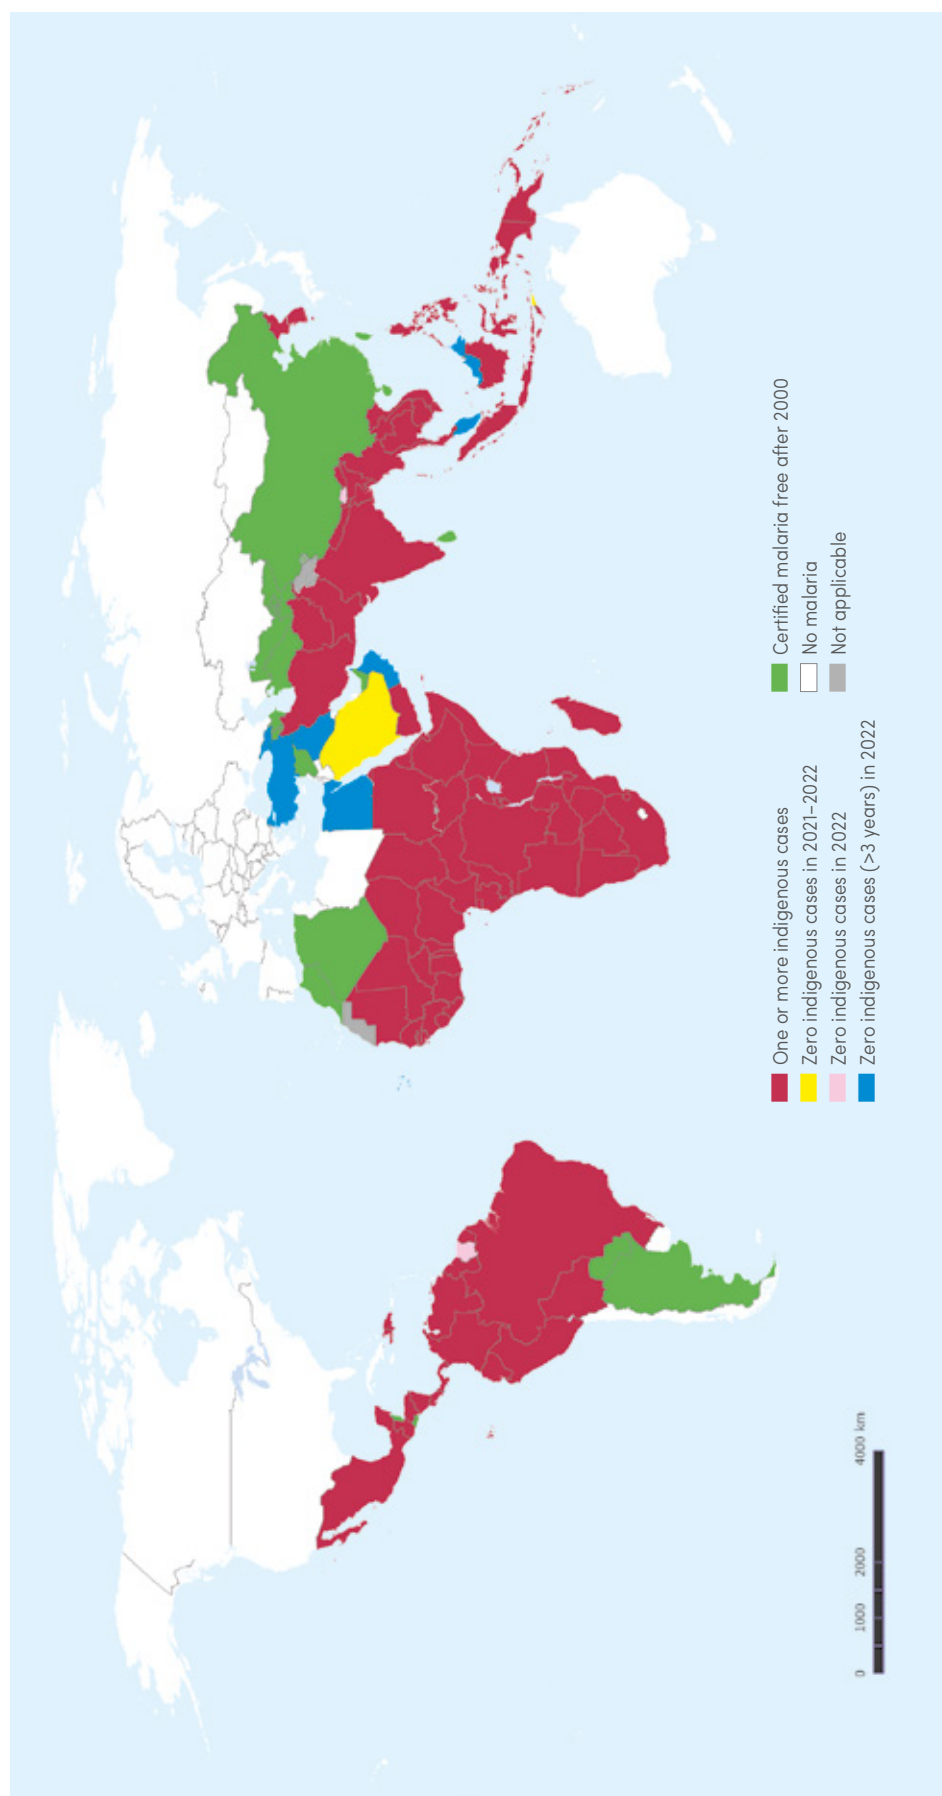 One or more indigenous cases
Zero indigenous cases in 2021–2022
Zero indigenous cases in 2022
Zero indigenous cases (>3 years) in 2022
Certified malaria free after 2000
No malaria
Not applicable
0 1000 2000 4000 km